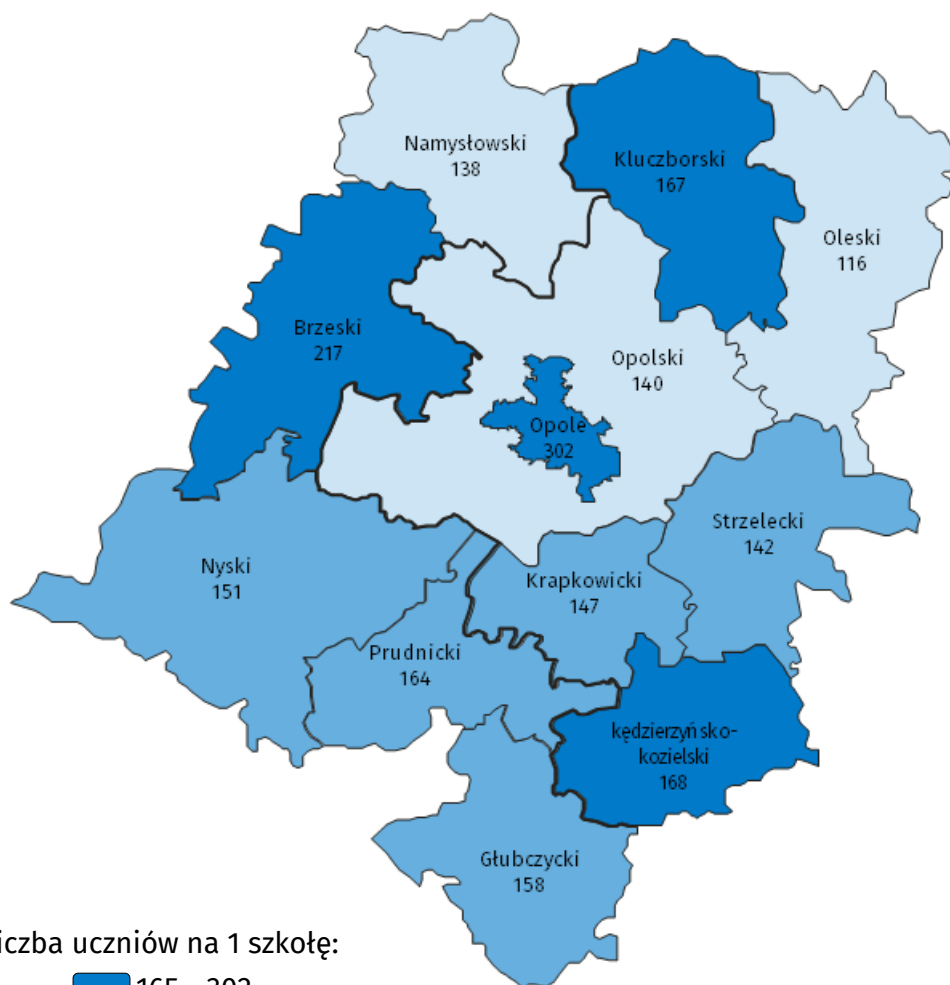 Namysłowski
138
Kluczborski
167
Oleski
116
Brzeski
217
Opolski
140
Opole
302
Strzelecki
142
Nyski
151
Krapkowicki
147
Prudnicki
164
kędzierzyńsko-
kozielski
168
Głubczycki
158
iczba uczniów na 1 szkołę: